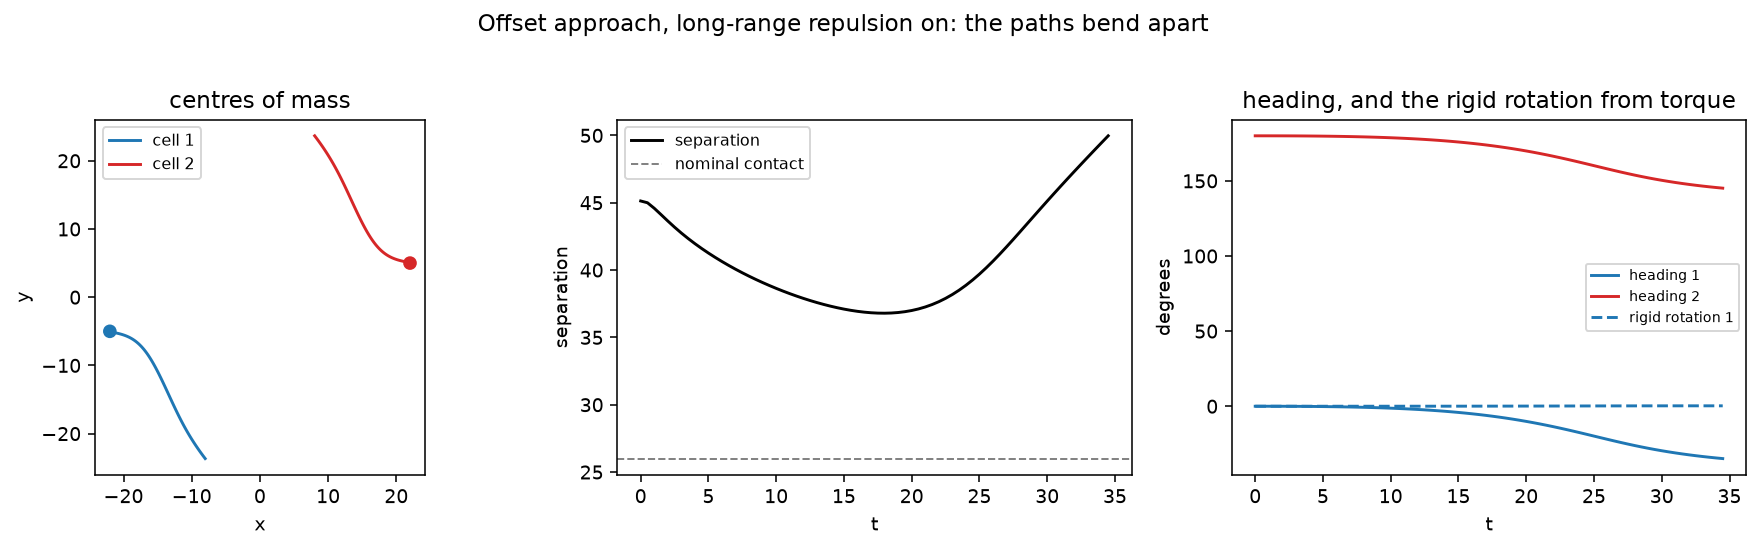 Offset approach, long-range repulsion on: the paths bend apart
centres of mass
cell 1
cell 2
y
20
10
0
−10
−20
−20 −10 0 10 20
x
separation
nominal contact
separation
50
45
40
35
30
25
0 5 10 15 20 25 30 35
t
heading, and the rigid rotation from torque
degrees
150
100
50
0
heading 1
heading 2
rigid rotation 1
0 5 10 15 20 25 30 35
t